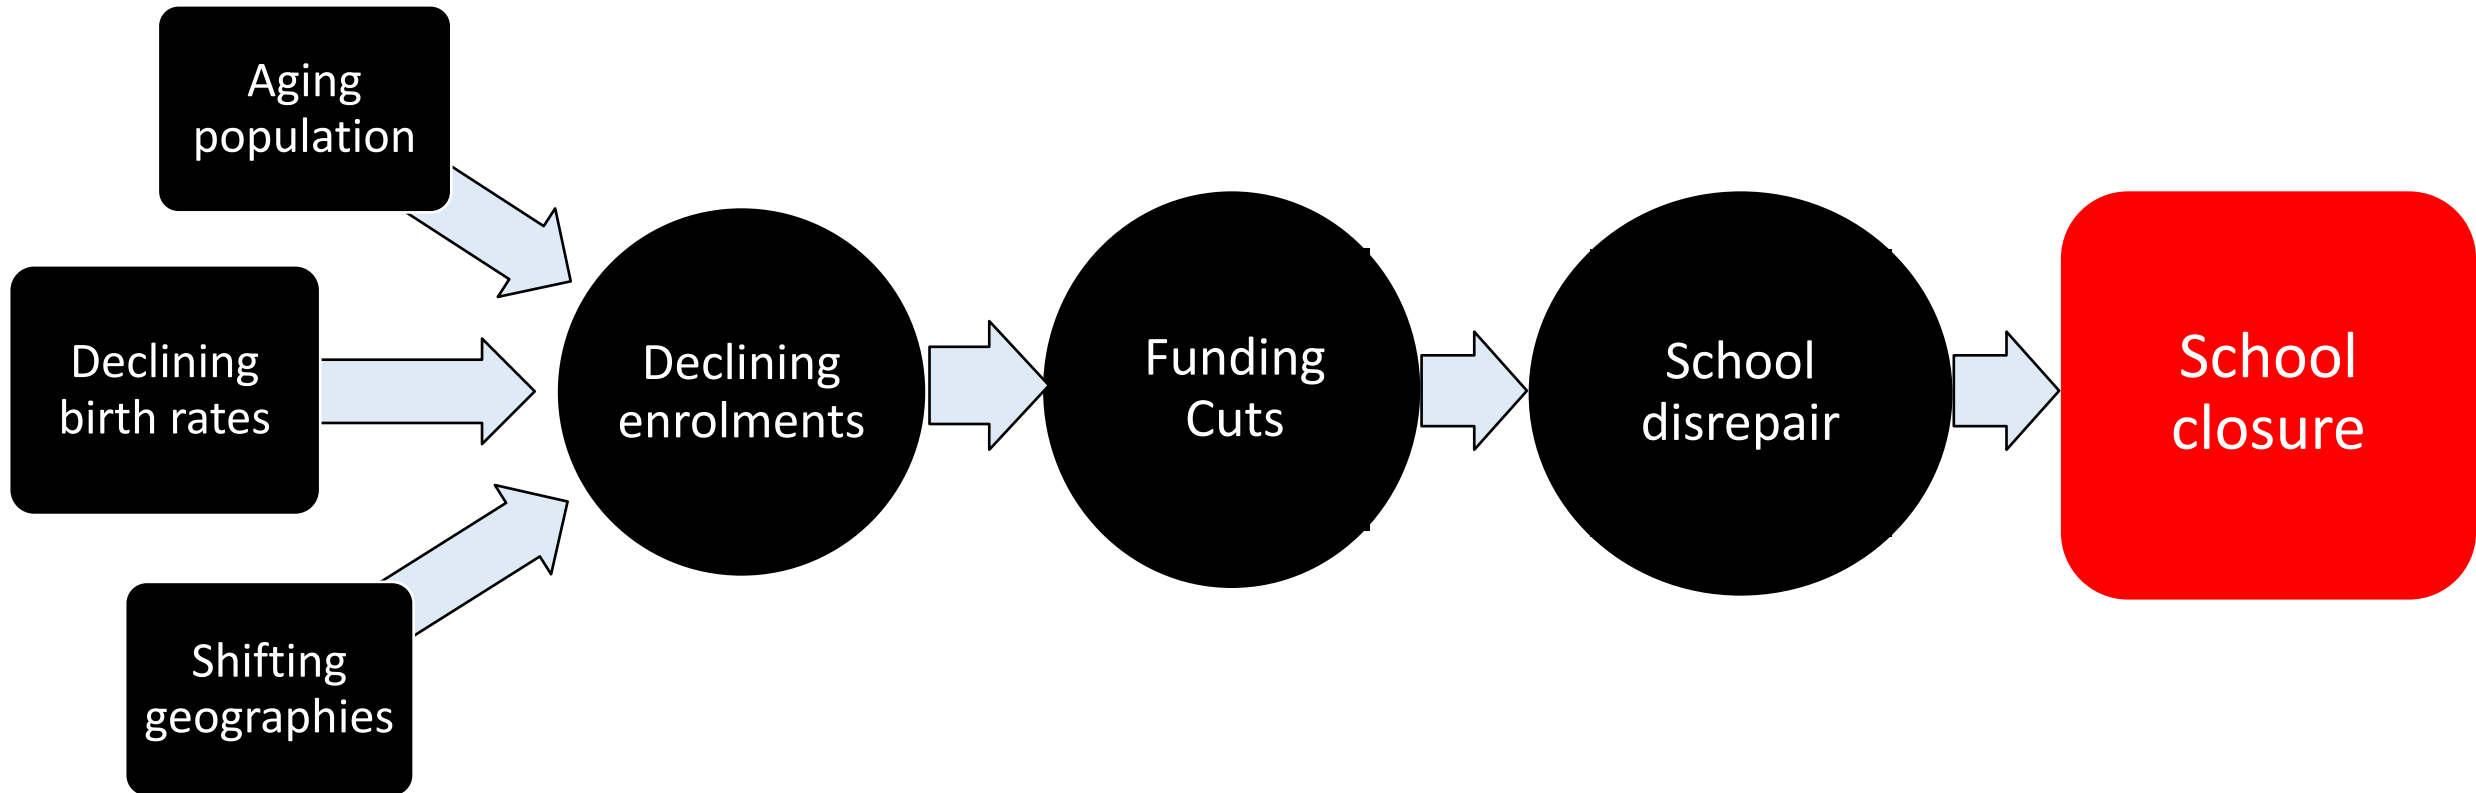 Aging
population
Declining
birth rates
Shifting
geographies
Declining
enrolments
Funding
Cuts
School
disrepair
School
closure